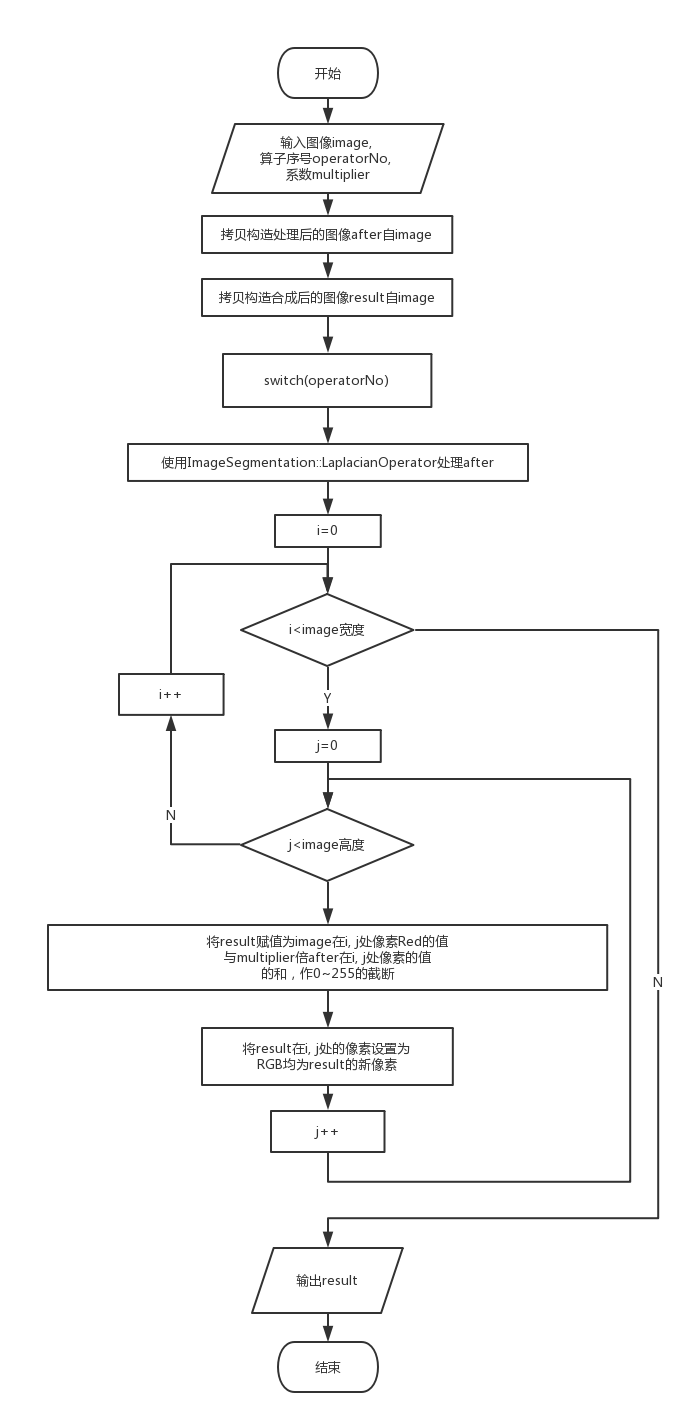 开始
输入图像image,
算子序号operatorNo,
系数multiplier
拷贝构造处理后的图像after自image
拷贝构造合成后的图像result自image
switch(operatorNo)
使用ImageSegmentation::LaplacianOperator处理after
i=0
i<image宽度
i++
Y
j=0
N
j<image高度
将result赋值为image在i, j处像素Red的值
与multiplier倍after在i, j处像素的值
的和，作0~255的截断
N
将result在i, j处的像素设置为
RGB均为result的新像素
j++
输出result
结束